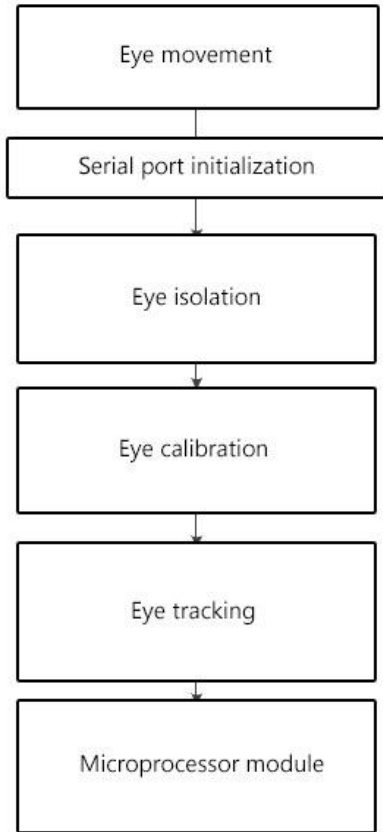 Eye movement
Serial port initialization
Eye isolation
Eye calibration
Eye tracking
Microprocessor module